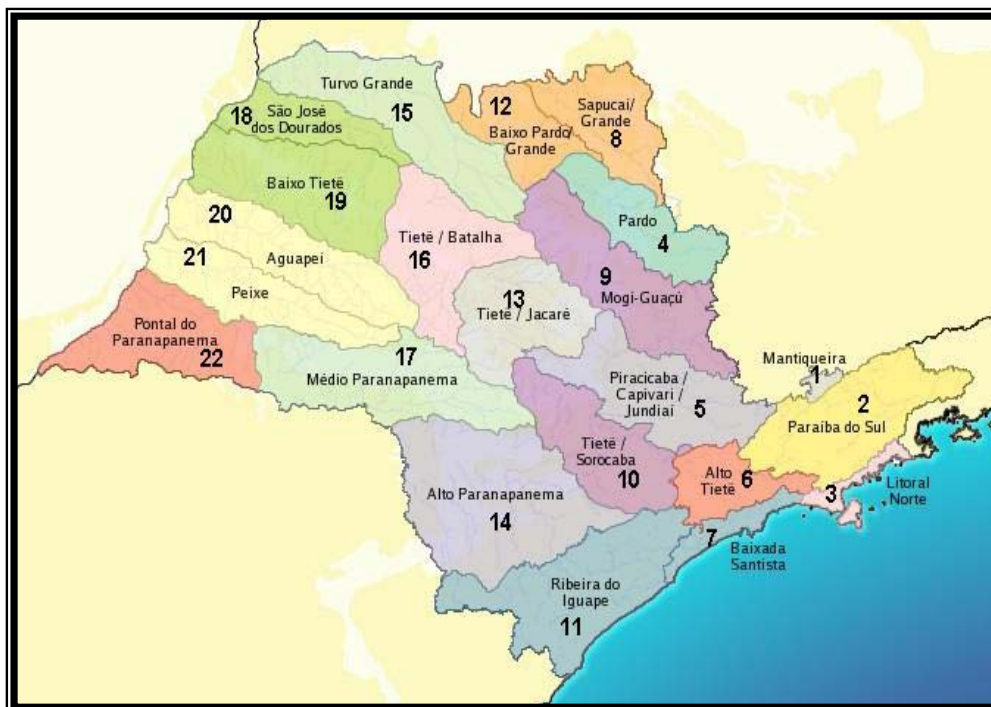 Turvo Grande
15
18
São José
dos Dourados
12
Baixo Pardo/
Grande
Sapucaí/
Grande
8
Baixo Tietê
19
20
Aguapeí
21
Peixe
Tietê / Batalha
16
Pardo
4
9
Mogi-Guaçú
13
Tietê / Jacaré
Pontal do
Paranapanema
22
17
Médio Paranapanema
Mantiqueira
1
2
Paraíba do Sul
Piracicaba /
Capivari /
Jundiaí
5
Tietê /
Sorocaba
10
Alto
Tietê
6
3
Litoral
Norte
Alto Paranapanema
14
7
Baixada
Santista
Ribeira do
Iguape
11